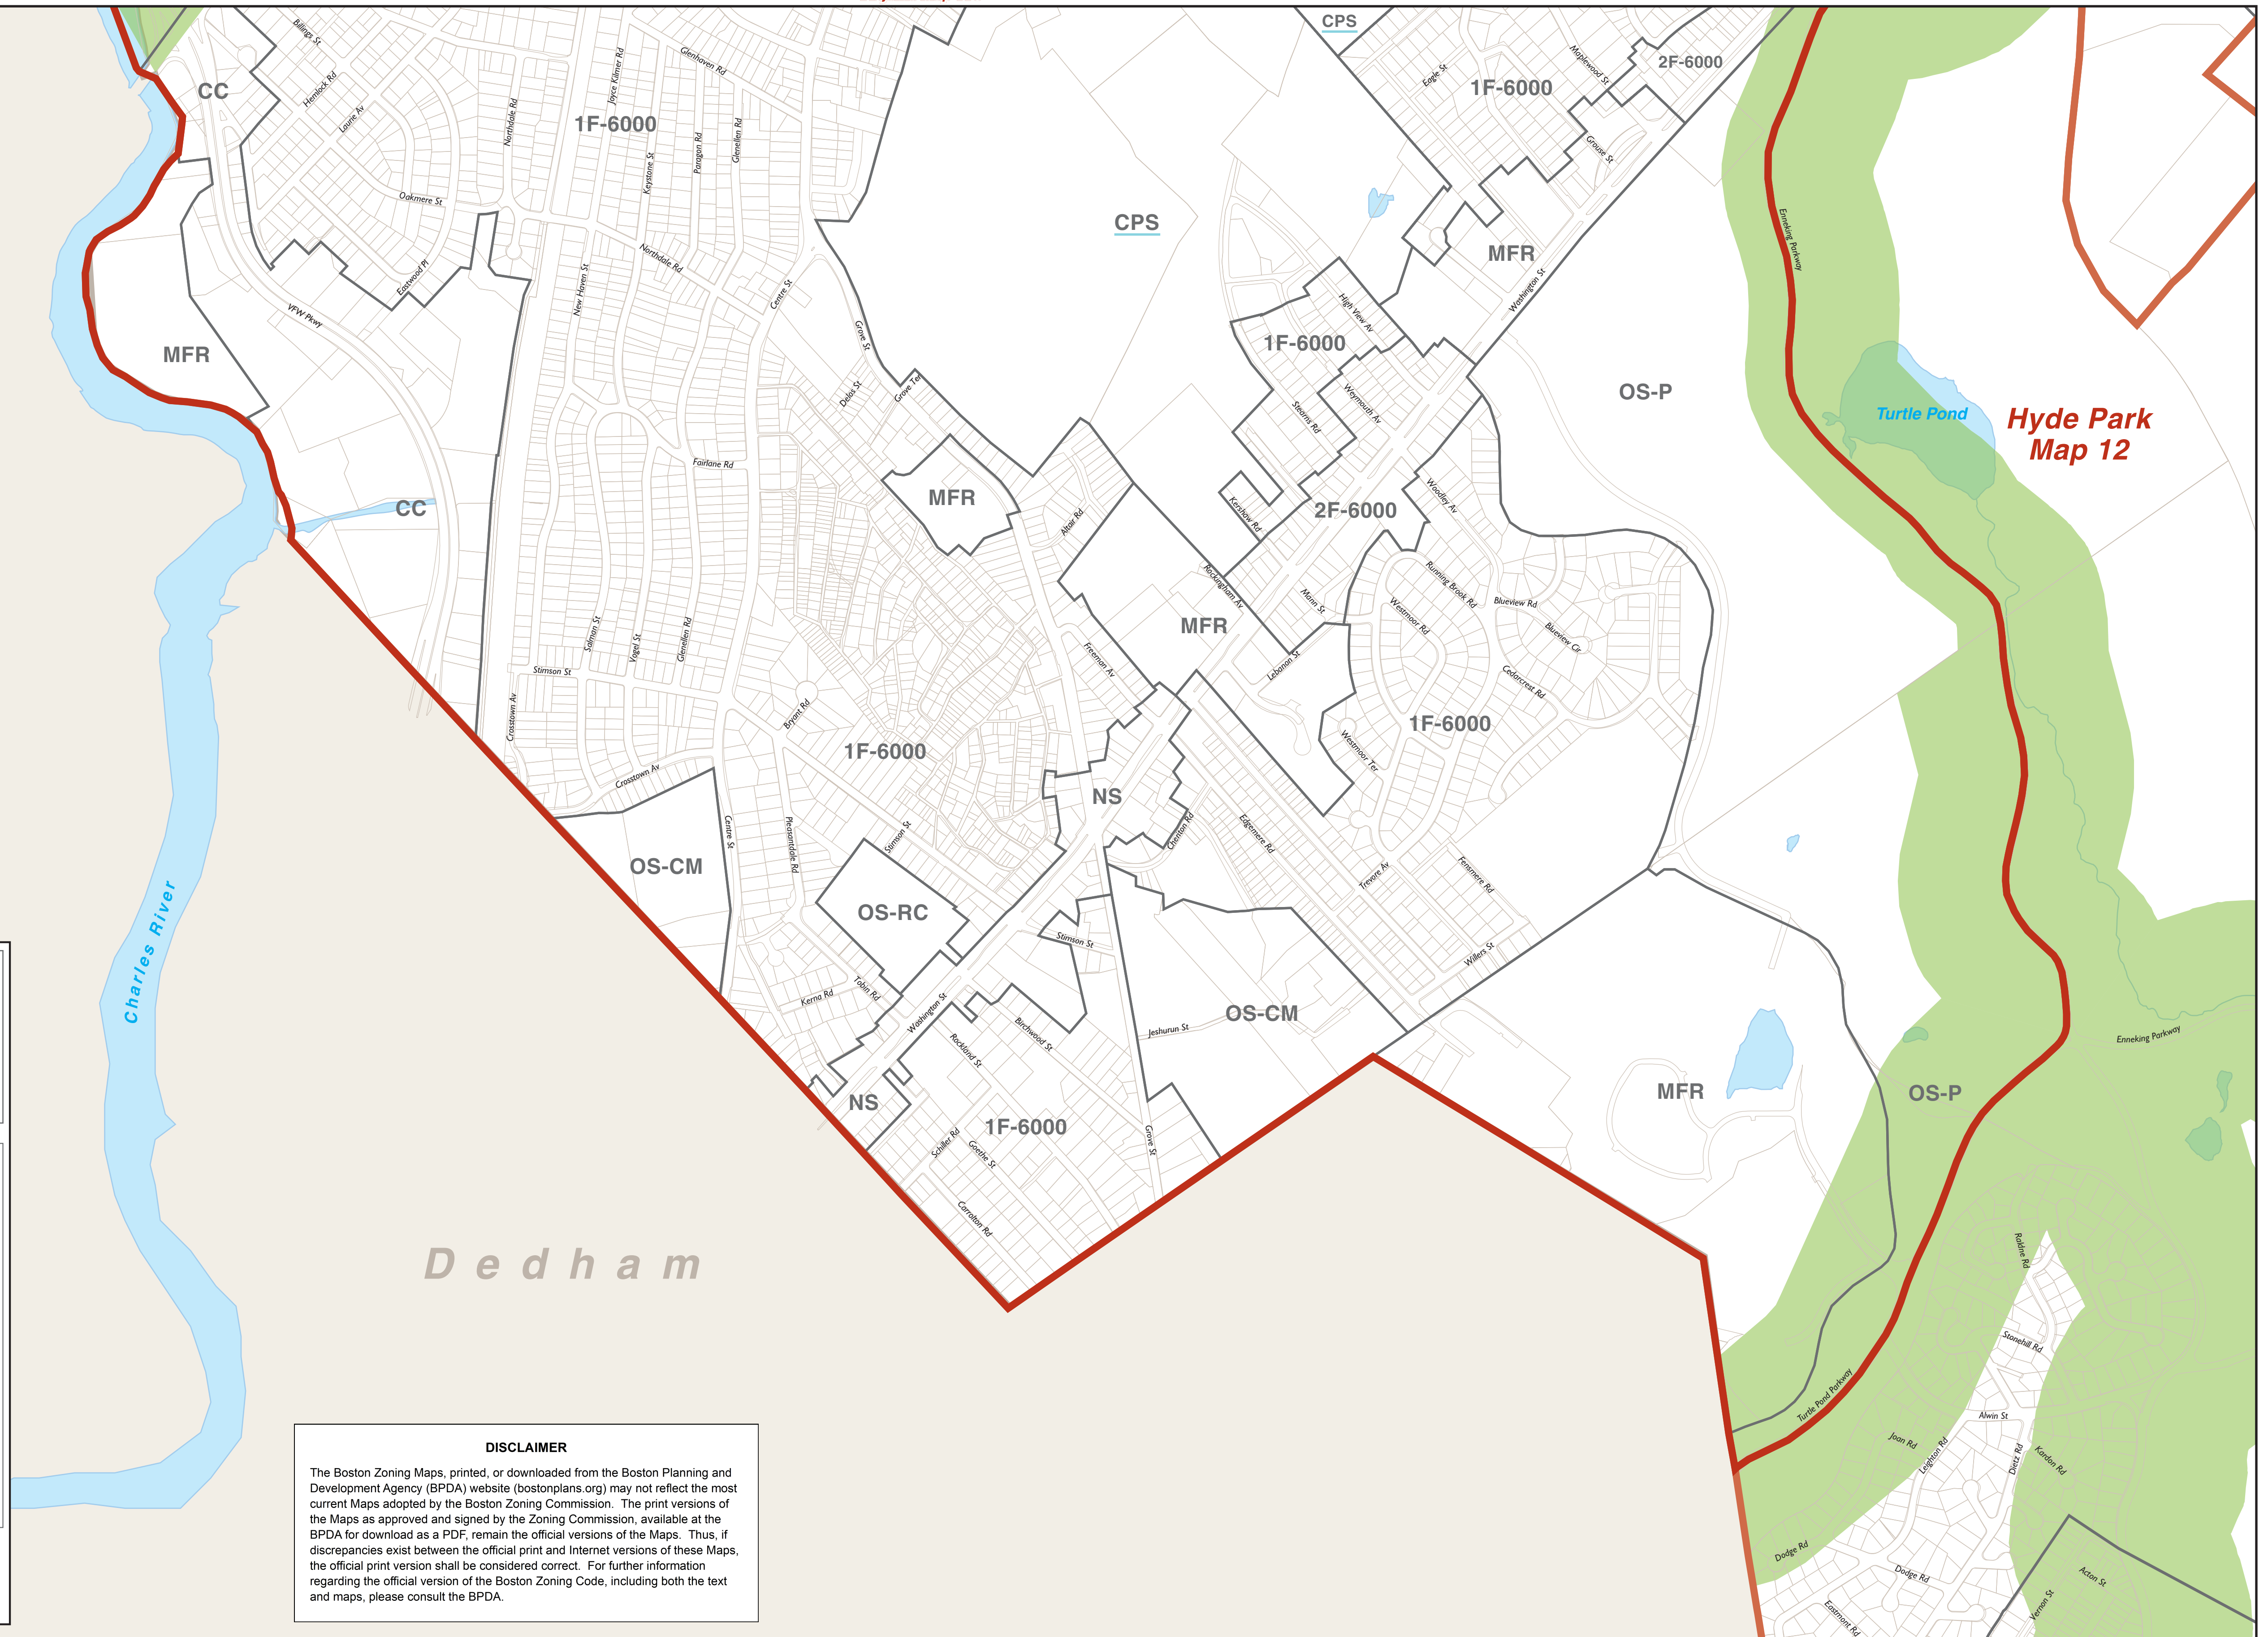 CPS
Billings St
Glenhaven Rd
Joyce Kilmer Rd
Maplewood St
2F-6000
Eagle St
1F-6000
CC
Hemlock Rd
Laurie Av
Northdale Rd
1F-6000
Keystone St
Paragon Rd
Glenellen Rd
Grouse St
Oakmere St
CPS
Enneking Parkway
MFR
Northdale Rd
Eastwood Pl
New Haven St
Centre St
Washington St
VFW Pkwy
High View Av
Grove St
1F-6000
MFR
Delas St
Grove Ter
Weymouth Av
OS-P
Stearns Rd
Turtle Pond
Hyde Park
Map 12
Fairlane Rd
MFR
Woodley Av
CC
Altair Rd
Kershaw Rd
2F-6000
Rockingham Av
Running Brook Rd
Mann St
Blueview Rd
Westmoor Rd
MFR
Blueview Cir
Salman St
Vogel St
Glenellen Rd
Freeman Av
Lebanon St
Stimson St
Cedarcrest Rd
Crosstown Av
Bryant Rd
1F-6000
1F-6000
Westmoor Ter
Crosstown Av
NS
Centre St
Pleasantdale Rd
Stimson St
Chenton Rd
Edgemere Rd
OS-CM
Trevore Av
Fensmere Rd
OS-RC
Charles River
Stimson St
Willers St
Kerna Rd
Tobin Rd
Washington St
OS-CM
Jeshurun St
Rockland St
Birchwood St
Enneking Parkway
NS
MFR
OS-P
1F-6000
Schiller Rd
Goethe St
Grove St
Carrolton Rd
Dedham
Raldne Rd
Stonehill Rd
Turtle Pond Parkway
Alwin St
Joan Rd
Leighton Rd
Dietz Rd
Kardon Rd
Dodge Rd
Dodge Rd
Acton St
Eastmont Rd
Vernon St
DISCLAIMER
The Boston Zoning Maps, printed, or downloaded from the Boston Planning and
Development Agency (BPDA) website (bostonplans.org) may not reflect the most
current Maps adopted by the Boston Zoning Commission.  The print versions of
the Maps as approved and signed by the Zoning Commission, available at the
BPDA for download as a PDF, remain the official versions of the Maps.  Thus, if
discrepancies exist between the official print and Internet versions of these Maps,
the official print version shall be considered correct.  For further information
regarding the official version of the Boston Zoning Code, including both the text
and maps, please consult the BPDA.